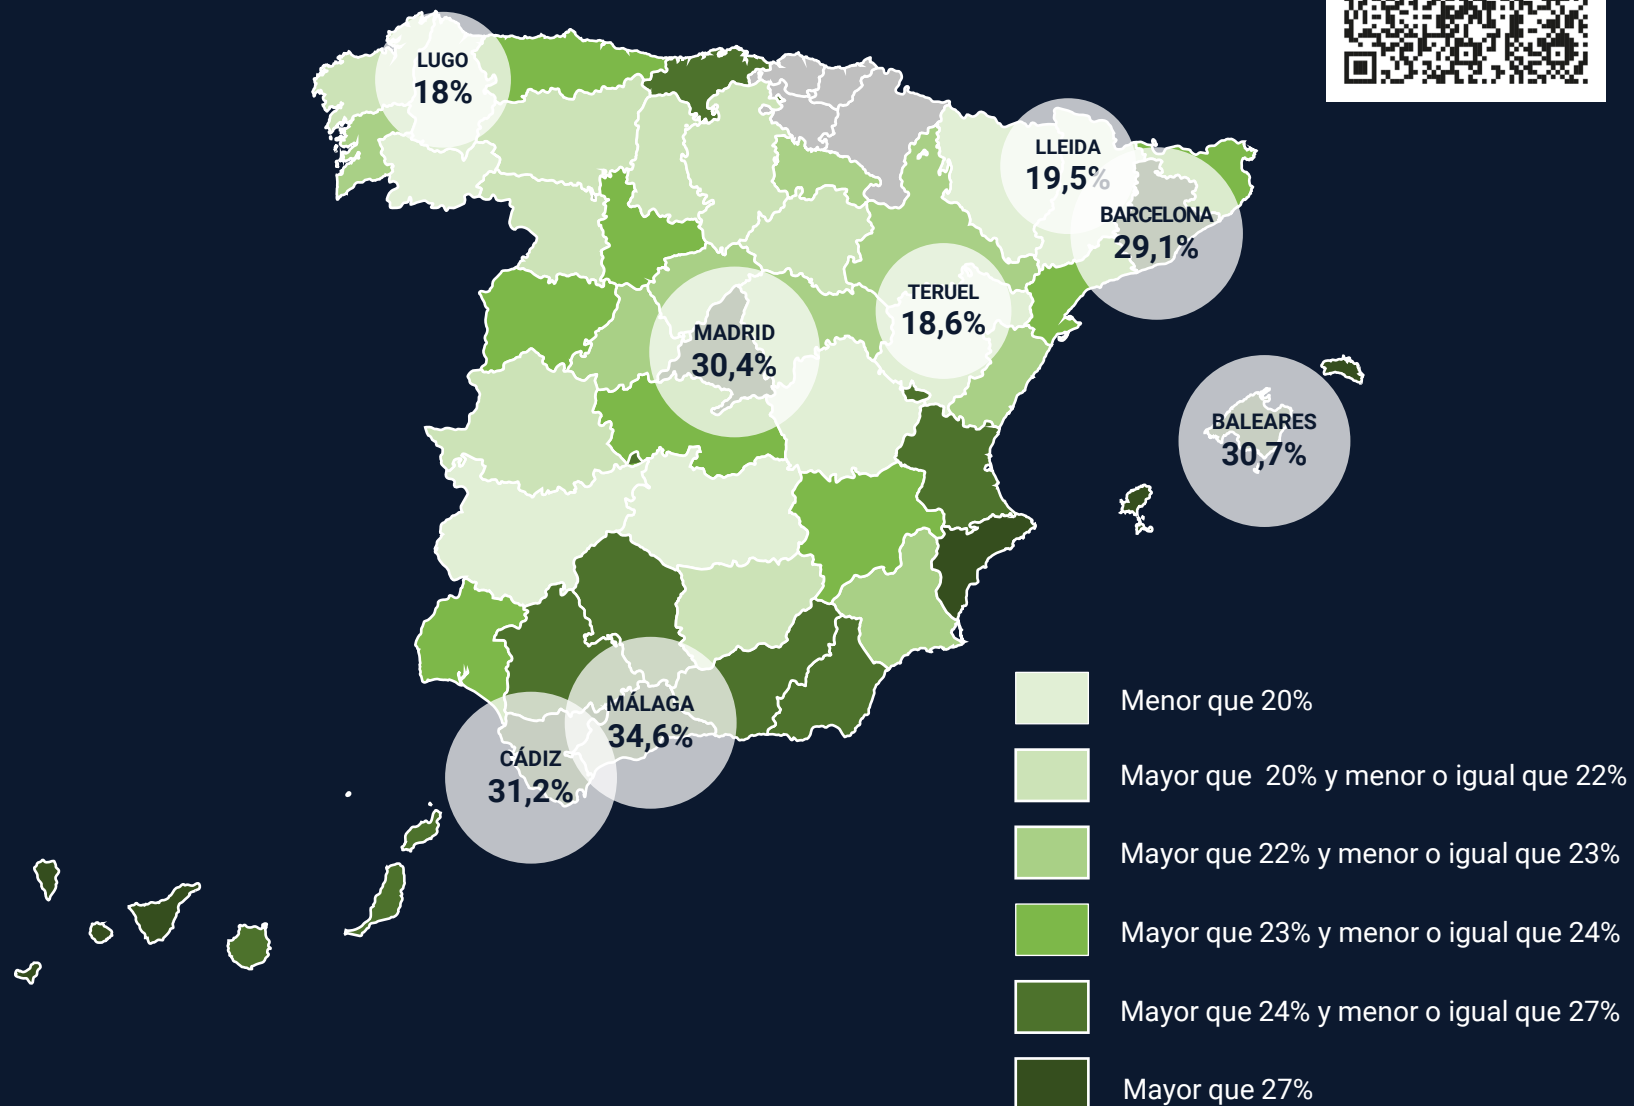 LUGO
18%
LLEIDA
19,5%
BARCELONA
29,1%
TERUEL
18,6%
MADRID
30,4%
BALEARES
30,7%
MÁLAGA
34,6%
CÁDIZ
31,2%
Menor que 20%
Mayor que 20% y menor o igual que 22%
Mayor que 22% y menor o igual que 23%
Mayor que 23% y menor o igual que 24%
Mayor que 24% y menor o igual que 27%
Mayor que 27%